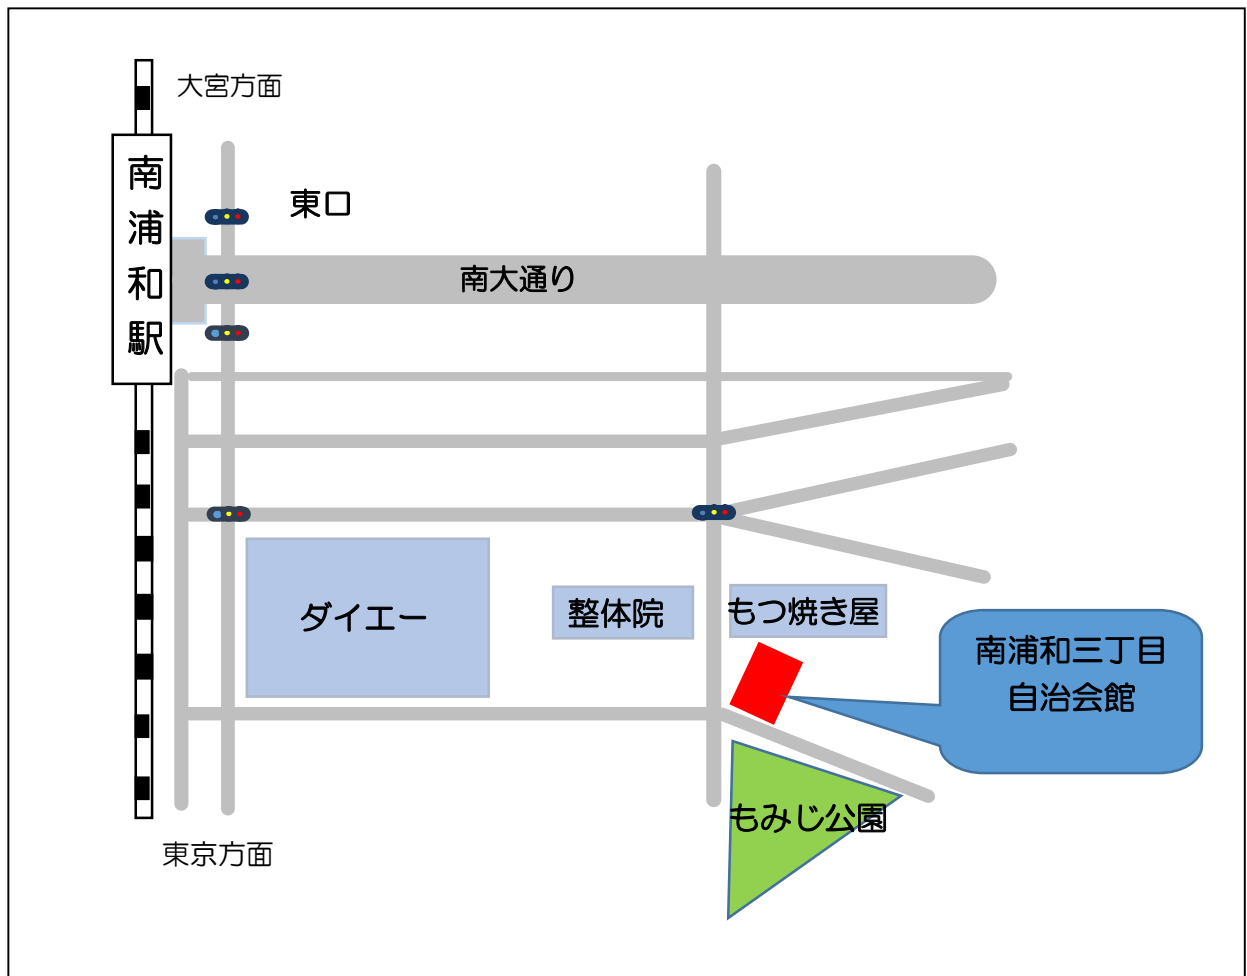 大宮方面
南浦和駅
東口
南大通り
ダイエー
整体院
もつ焼き屋
南浦和三丁目
自治会館
もみじ公園
東京方面